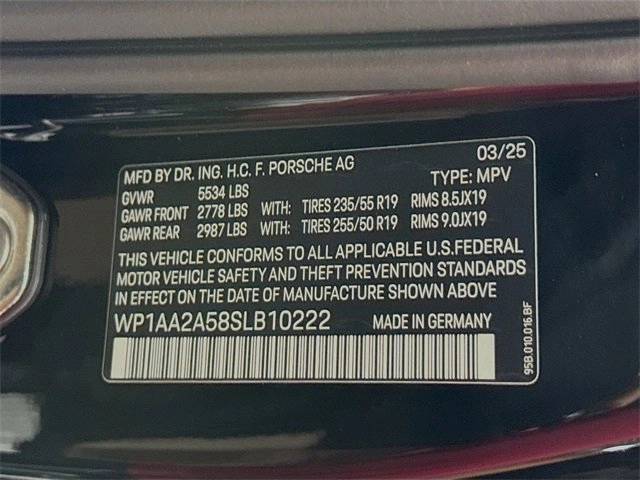 MFD BY DR. ING. H.C. F. PORSCHE AG 03/25
GVWR 5534 LBS TYPE: MPV
GAWR FRONT 2778 LBS WITH: TIRES 235/55 R19 RIMS 8.5JX19
GAWR REAR 2987 LBS WITH: TIRES 255/50 R19 RIMS 9.0JX19
THIS VEHICLE CONFORMS TO ALL APPLICABLE U.S.FEDERAL
MOTOR VEHICLE SAFETY AND THEFT PREVENTION STANDARDS
IN EFFECT ON THE DATE OF MANUFACTURE SHOWN ABOVE
WP1AA2A58SLB10222 MADE IN GERMANY
95B.010.016.BF